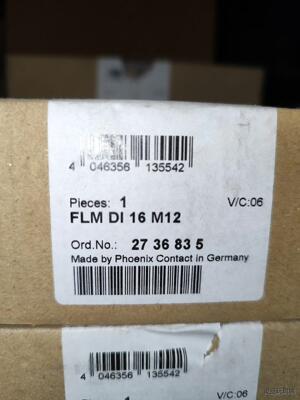 4 046356 135542
Pieces: 1 V/C:06
FLM DI 16 M12
Ord.No.: 27 36 83 5
Made by Phoenix Contact in Germany
4 046356 135542
V/C:06